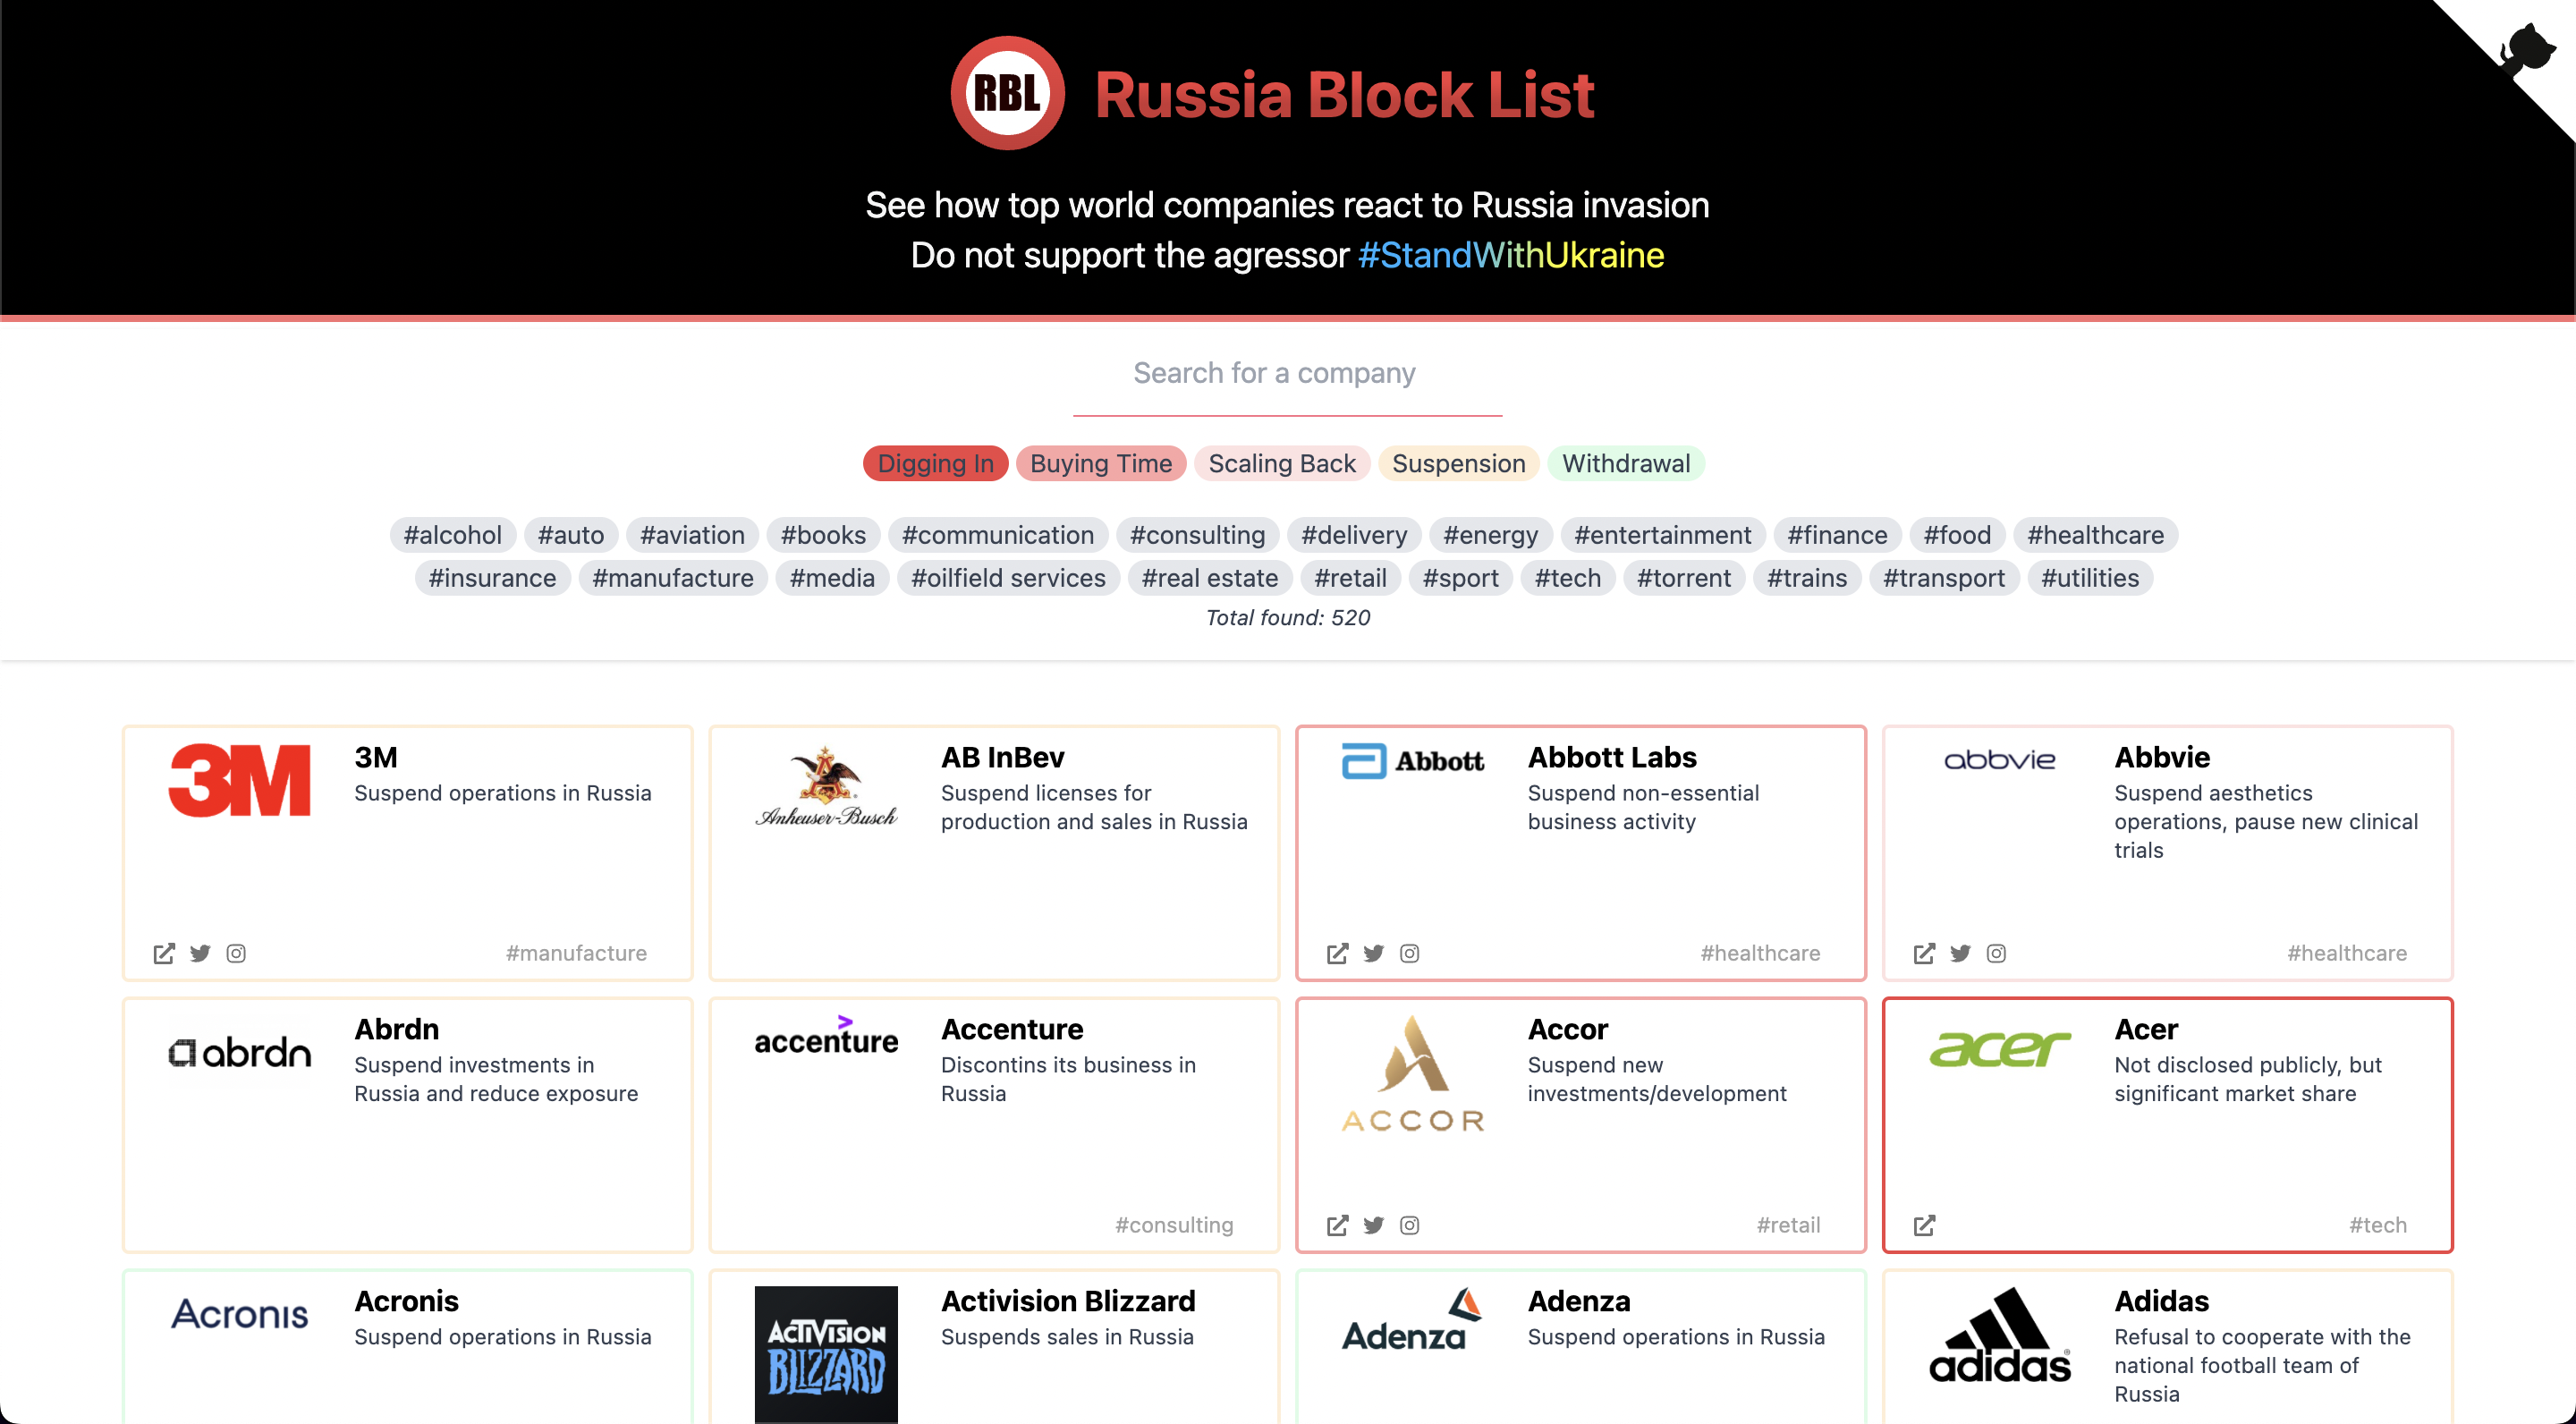 RBL
Russia Block List
See how top world companies react to Russia invasion
Do not support the agressor #StandWithUkraine
Search for a company
Digging In Buying Time Scaling Back Suspension Withdrawal
#alcohol #auto #aviation #books #communication #consulting #delivery #energy #entertainment #finance #food #healthcare
#insurance #manufacture #media #oilfield services #real estate #retail #sport #tech #torrent #trains #transport #utilities
Total found: 520
3M
3M
Suspend operations in Russia
#manufacture
Anheuser-Busch
AB InBev
Suspend licenses for
production and sales in Russia
Abbott
Abbott Labs
Suspend non-essential
business activity
#healthcare
abbvie
Abbvie
Suspend aesthetics
operations, pause new clinical
trials
#healthcare
abrdn
Abrdn
Suspend investments in
Russia and reduce exposure
accenture
Accenture
Discontins its business in
Russia
#consulting
ACCOR
Accor
Suspend new
investments/development
#retail
acer
Acer
Not disclosed publicly, but
significant market share
#tech
Acronis
Acronis
Suspend operations in Russia
ACTIVISION
BLIZZARD
Activision Blizzard
Suspends sales in Russia
Adenza
Adenza
Suspend operations in Russia
adidas
Adidas
Refusal to cooperate with the
national football team of
Russia